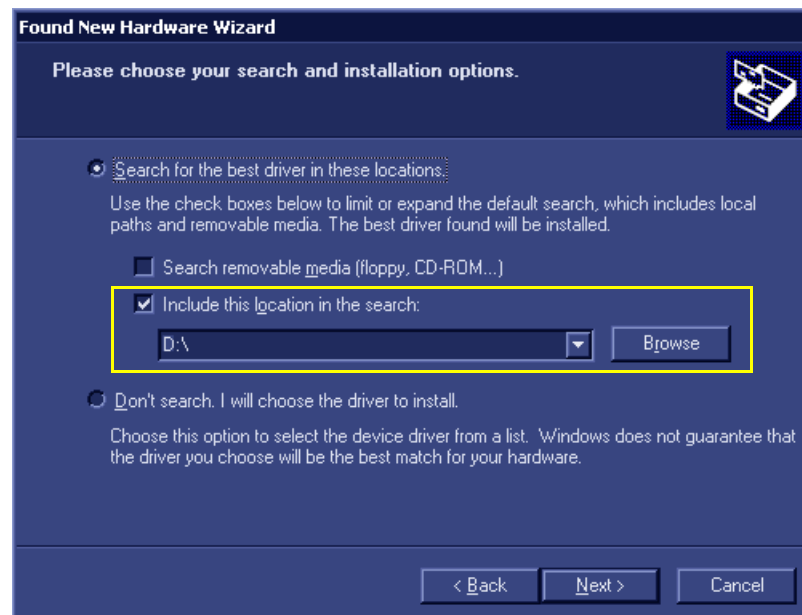 Found New Hardware Wizard
Please choose your search and installation options.
Search for the best driver in these locations.
Use the check boxes below to limit or expand the default search, which includes local
paths and removable media. The best driver found will be installed.
Search removable media (floppy, CD-ROM...)
Include this location in the search:
D:\
Browse
Don't search. I will choose the driver to install.
Choose this option to select the device driver from a list.  Windows does not guarantee that
the driver you choose will be the best match for your hardware.
< Back
Next >
Cancel